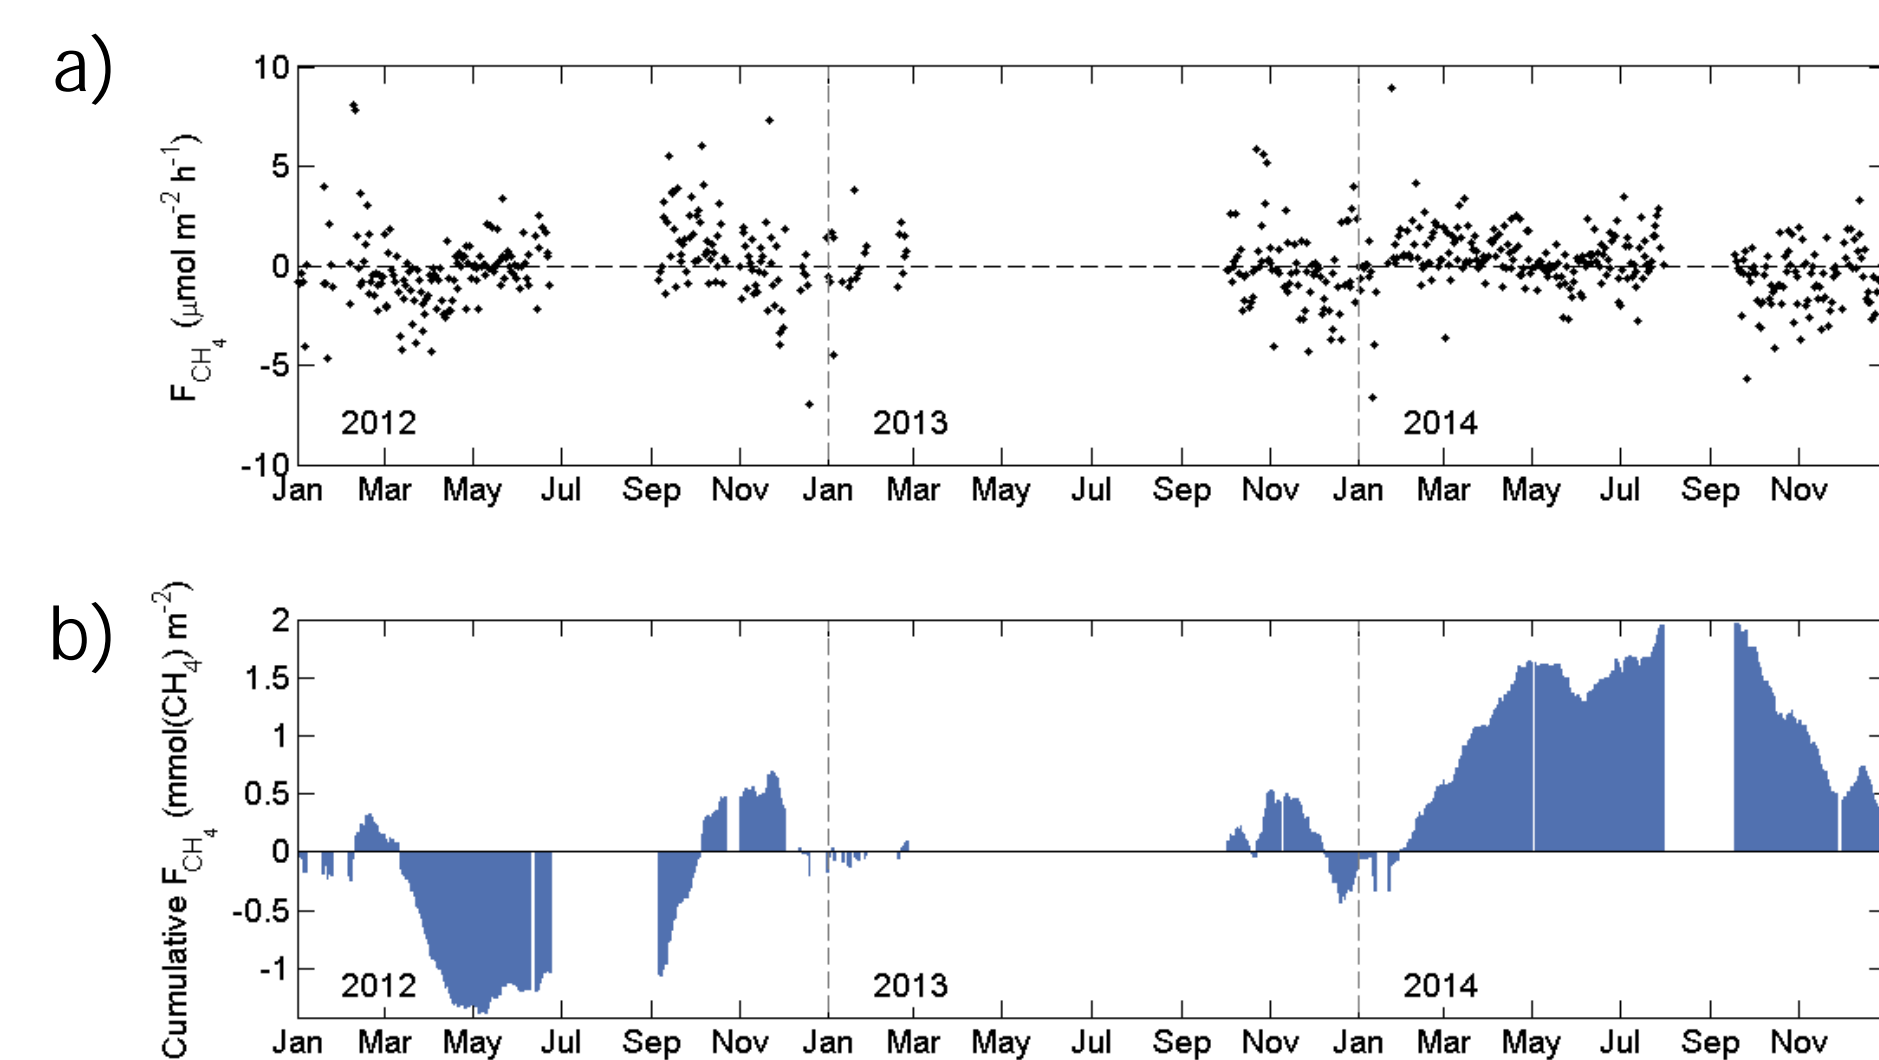 a)
F_CH4 (μmol m^-2 h^-1)
10
5
0
-5
-10
2012 2013 2014
Jan Mar May Jul Sep Nov Jan Mar May Jul Sep Nov Jan Mar May Jul Sep Nov
b)
Cumulative F_CH4 (mmol(CH4) m^-2)
2
1.5
1
0.5
0
-0.5
-1
2012 2013 2014
Jan Mar May Jul Sep Nov Jan Mar May Jul Sep Nov Jan Mar May Jul Sep Nov